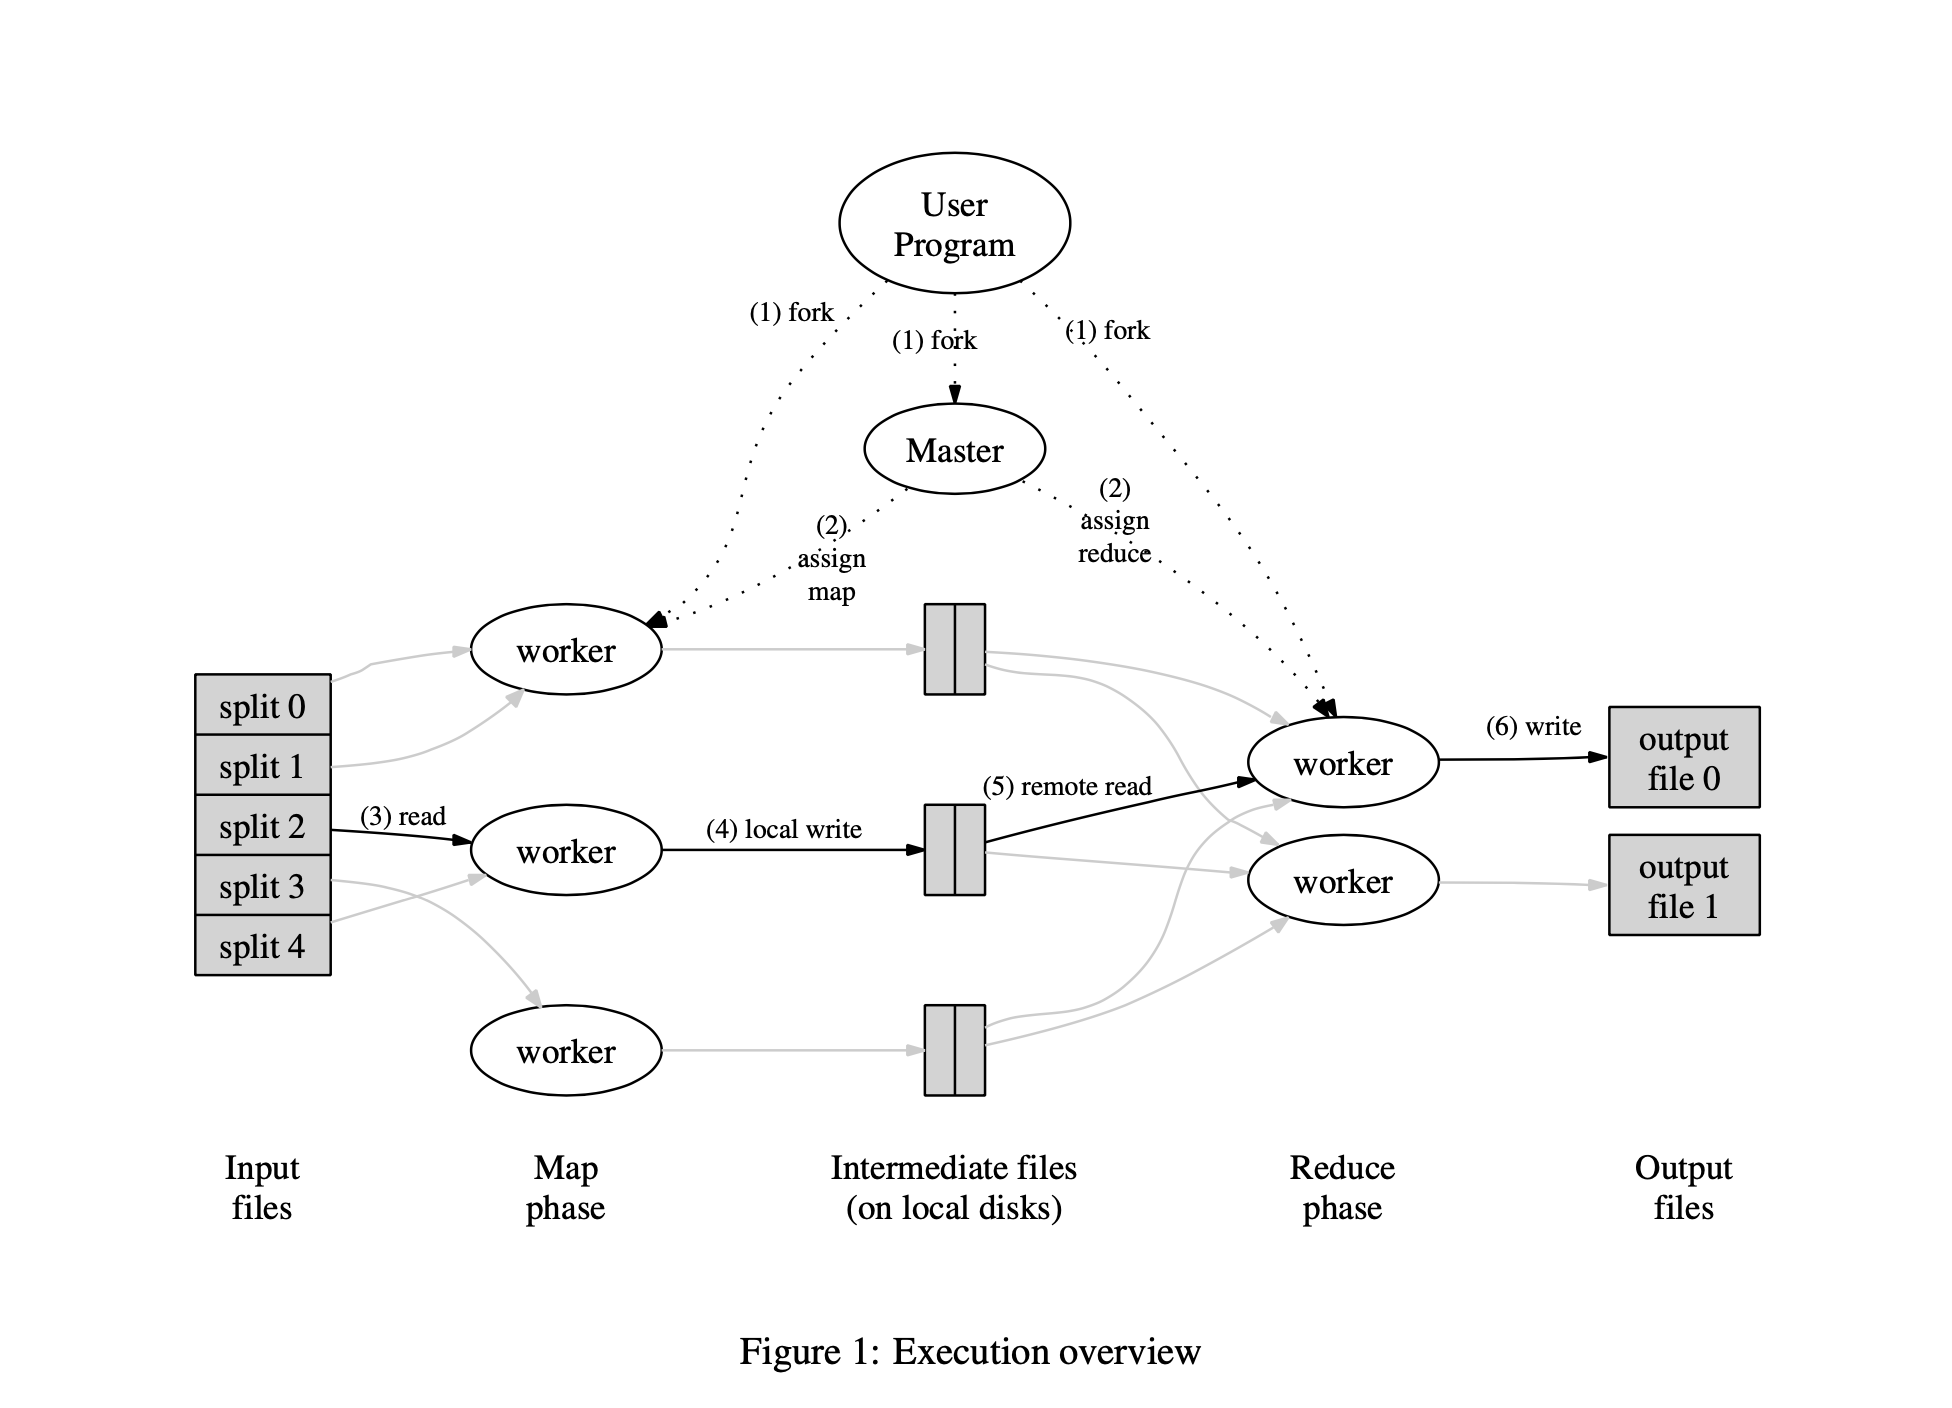 User
Program
(1) fork
(1) fork
(1) fork
Master
(2)
assign
map
(2)
assign
reduce
worker
split 0
split 1
split 2
split 3
split 4
(3) read
worker
(4) local write
(5) remote read
worker
(6) write
output
file 0
worker
output
file 1
worker
Input
files
Map
phase
Intermediate files
(on local disks)
Reduce
phase
Output
files
Figure 1: Execution overview